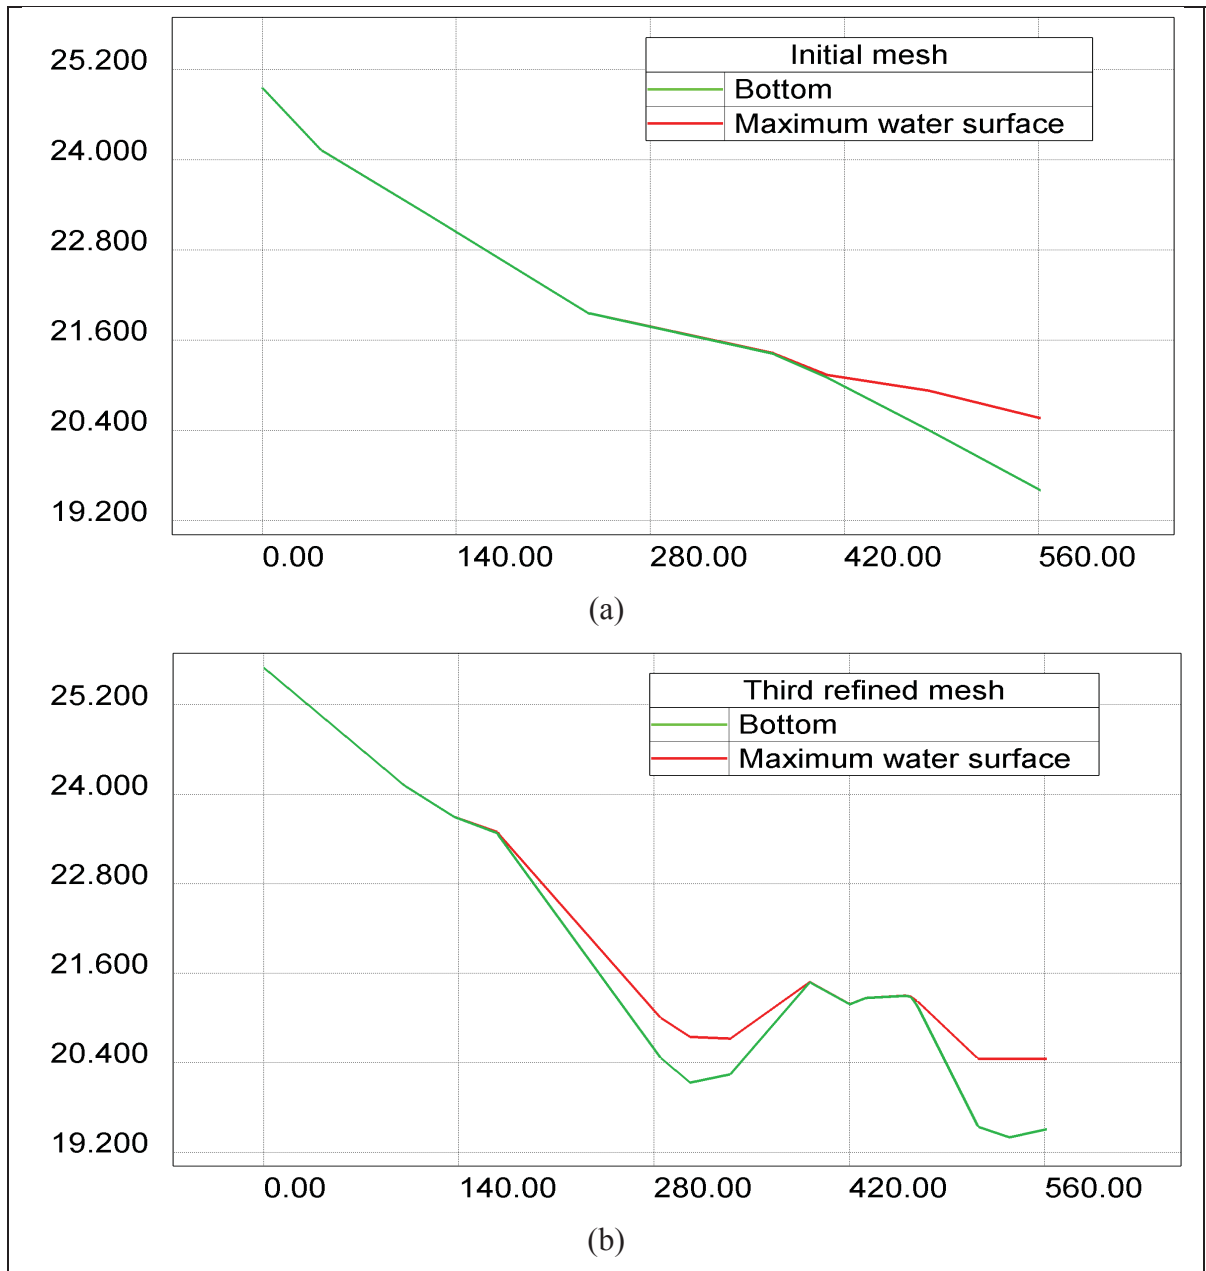 25.200
24.000
22.800
21.600
20.400
19.200
Initial mesh
Bottom
Maximum water surface
0.00 140.00 280.00 420.00 560.00
(a)
25.200
24.000
22.800
21.600
20.400
19.200
Third refined mesh
Bottom
Maximum water surface
0.00 140.00 280.00 420.00 560.00
(b)